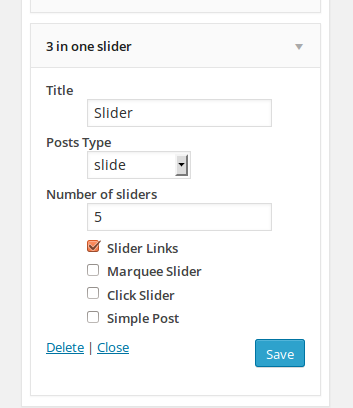 3 in one slider
Title
Slider
Posts Type
slide
Number of sliders
5
Slider Links
Marquee Slider
Click Slider
Simple Post
Delete | Close
Save